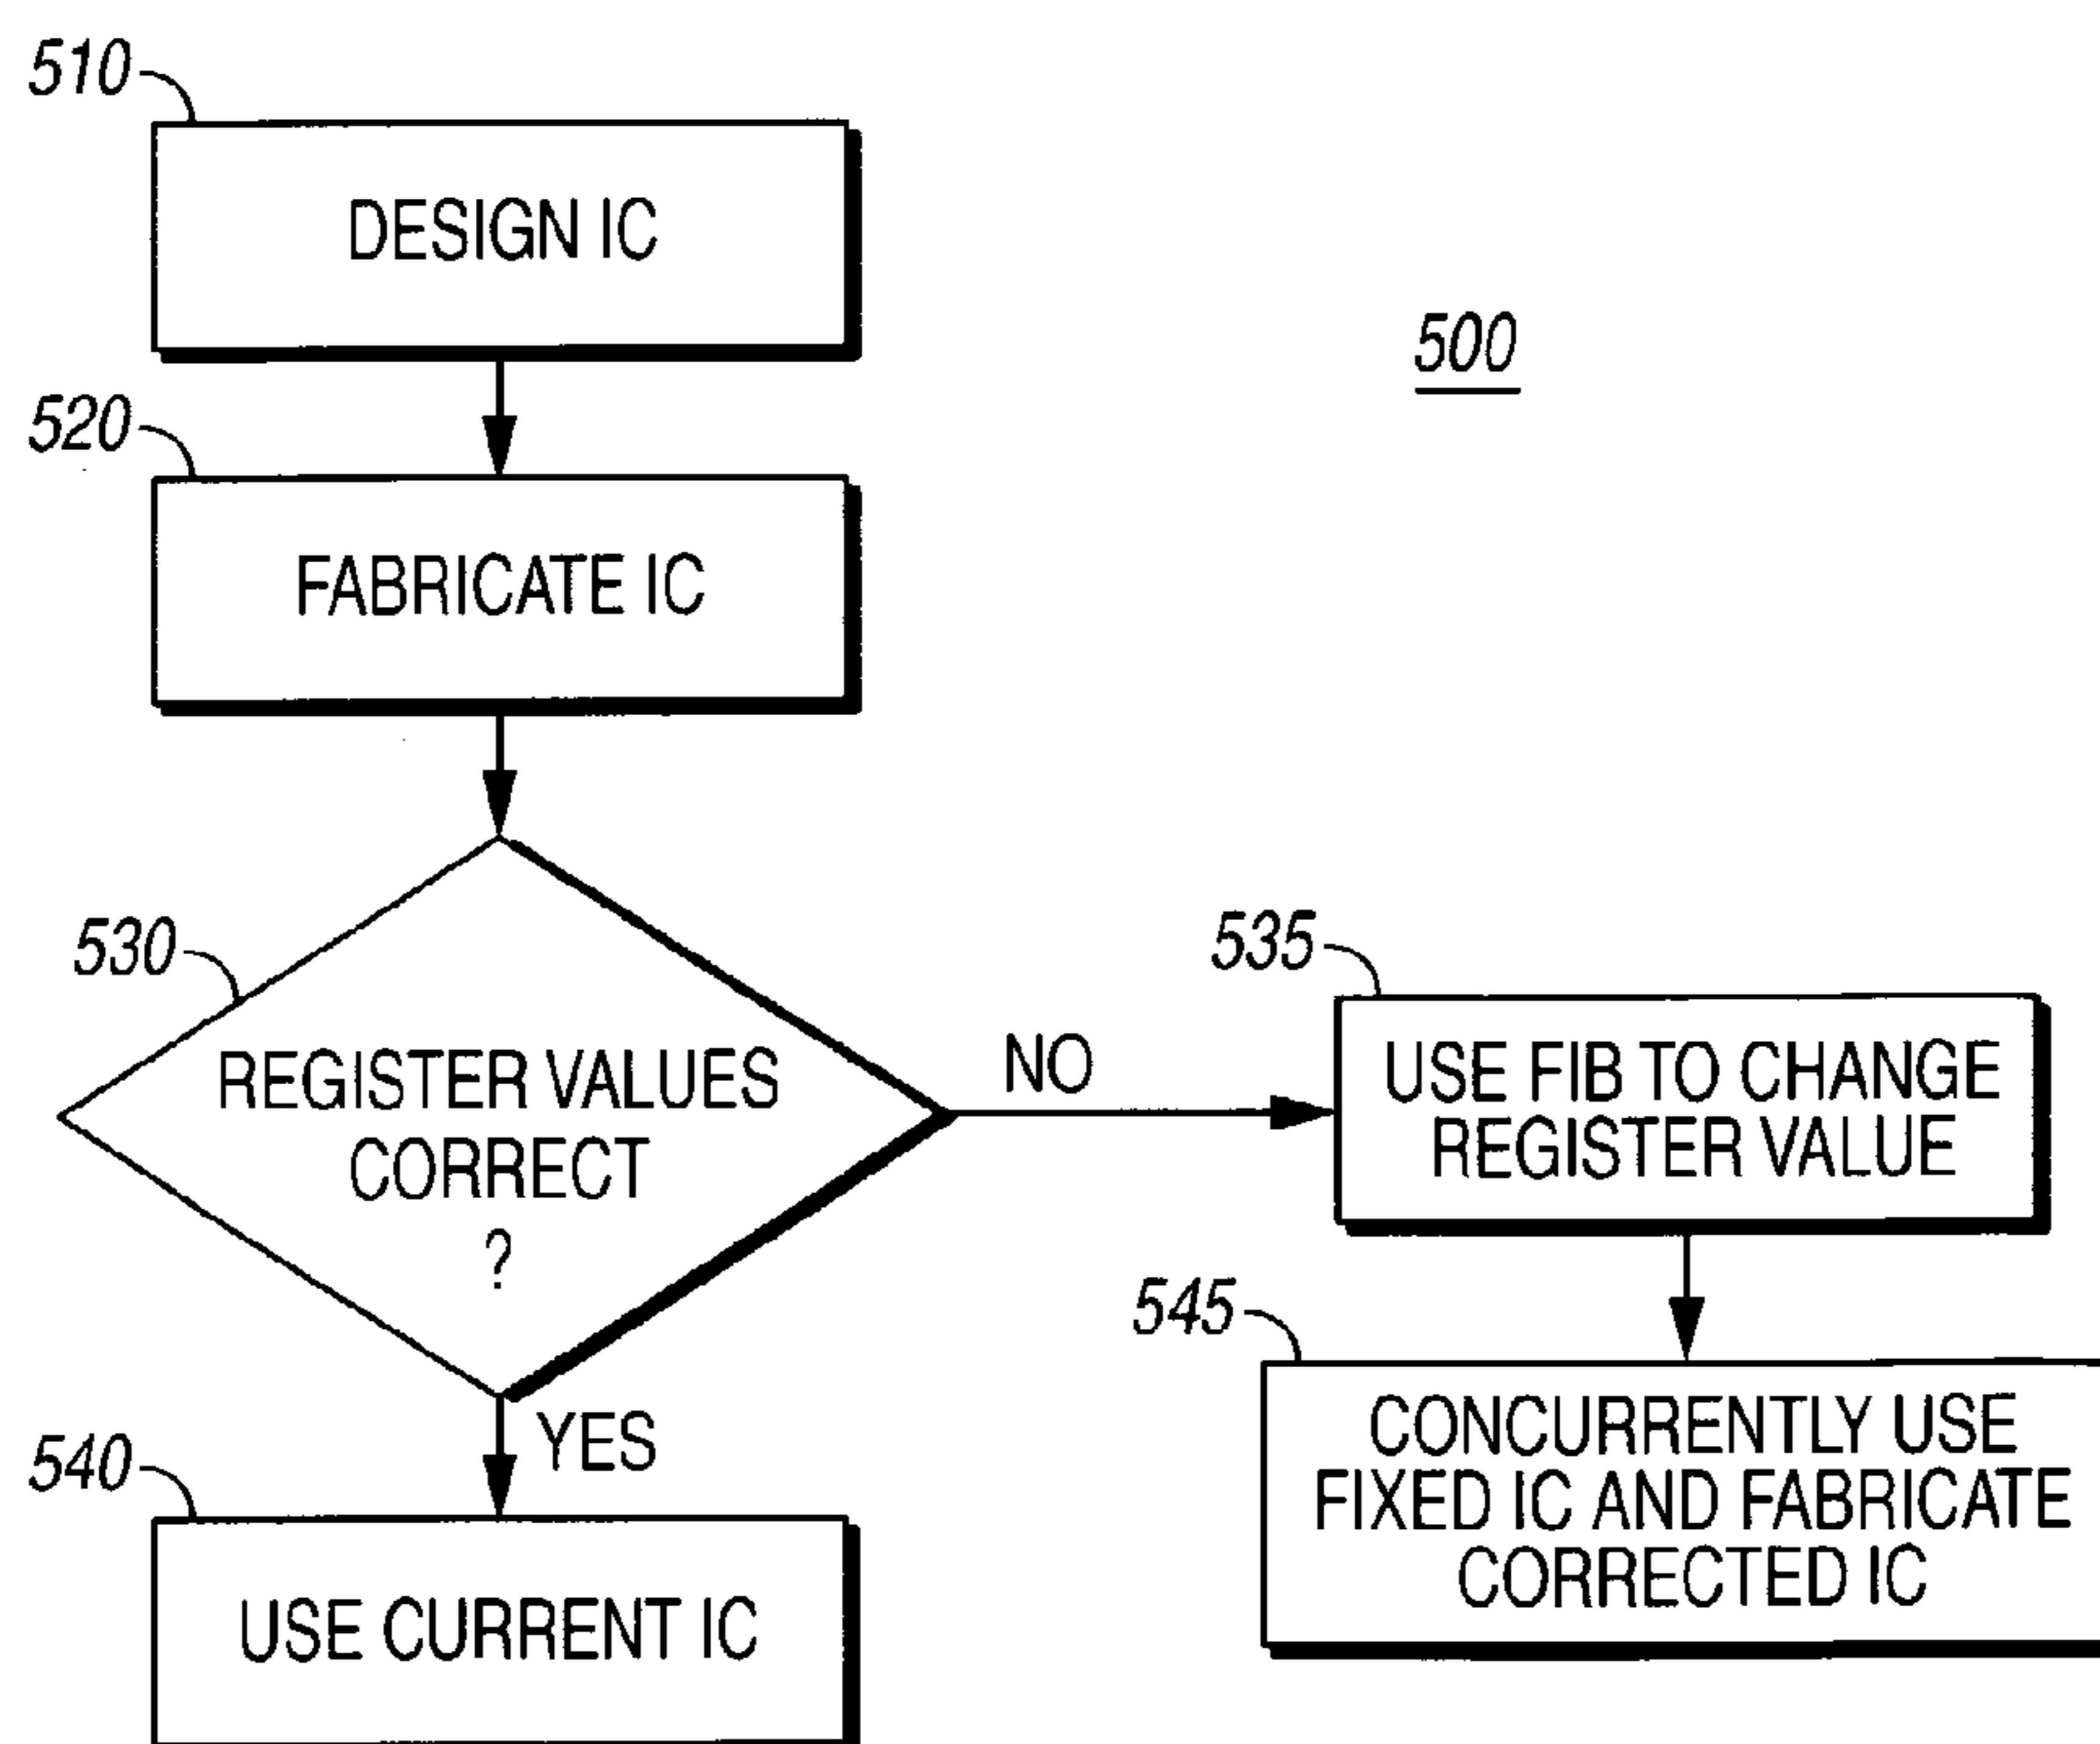 510
DESIGN IC
500
520
FABRICATE IC
530
REGISTER VALUES
CORRECT
?
NO
535
USE FIB TO CHANGE
REGISTER VALUE
YES
540
USE CURRENT IC
545
CONCURRENTLY USE
FIXED IC AND FABRICATE
CORRECTED IC